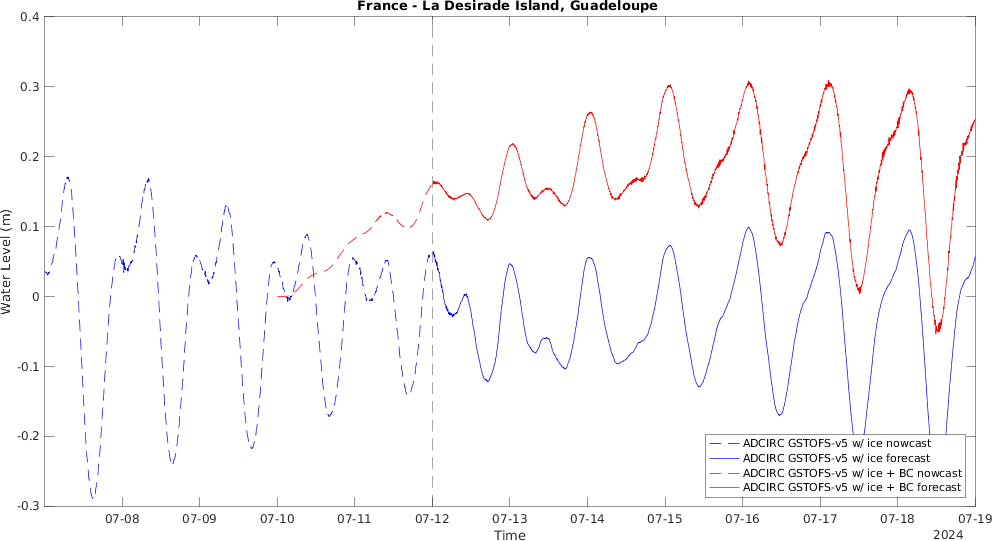 France - La Desirade Island, Guadeloupe
0.4
0.3
0.2
0.1
0
-0.1
-0.2
-0.3
Water Level (m)
ADCIRC GSTOFS-v5 w/ ice nowcast
ADCIRC GSTOFS-v5 w/ ice forecast
ADCIRC GSTOFS-v5 w/ ice + BC nowcast
ADCIRC GSTOFS-v5 w/ ice + BC forecast
07-08 07-09 07-10 07-11 07-12 07-13 07-14 07-15 07-16 07-17 07-18 07-19
Time
2024